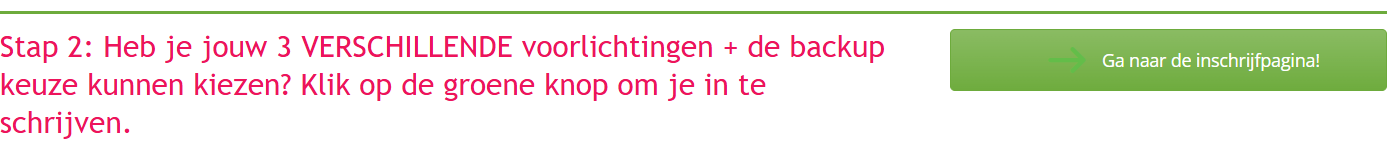 Stap 2: Heb je jouw 3 VERSCHILLENDE voorlichtingen + de backup
keuze kunnen kiezen? Klik op de groene knop om je in te
schrijven.
Ga naar de inschrijfpagina!